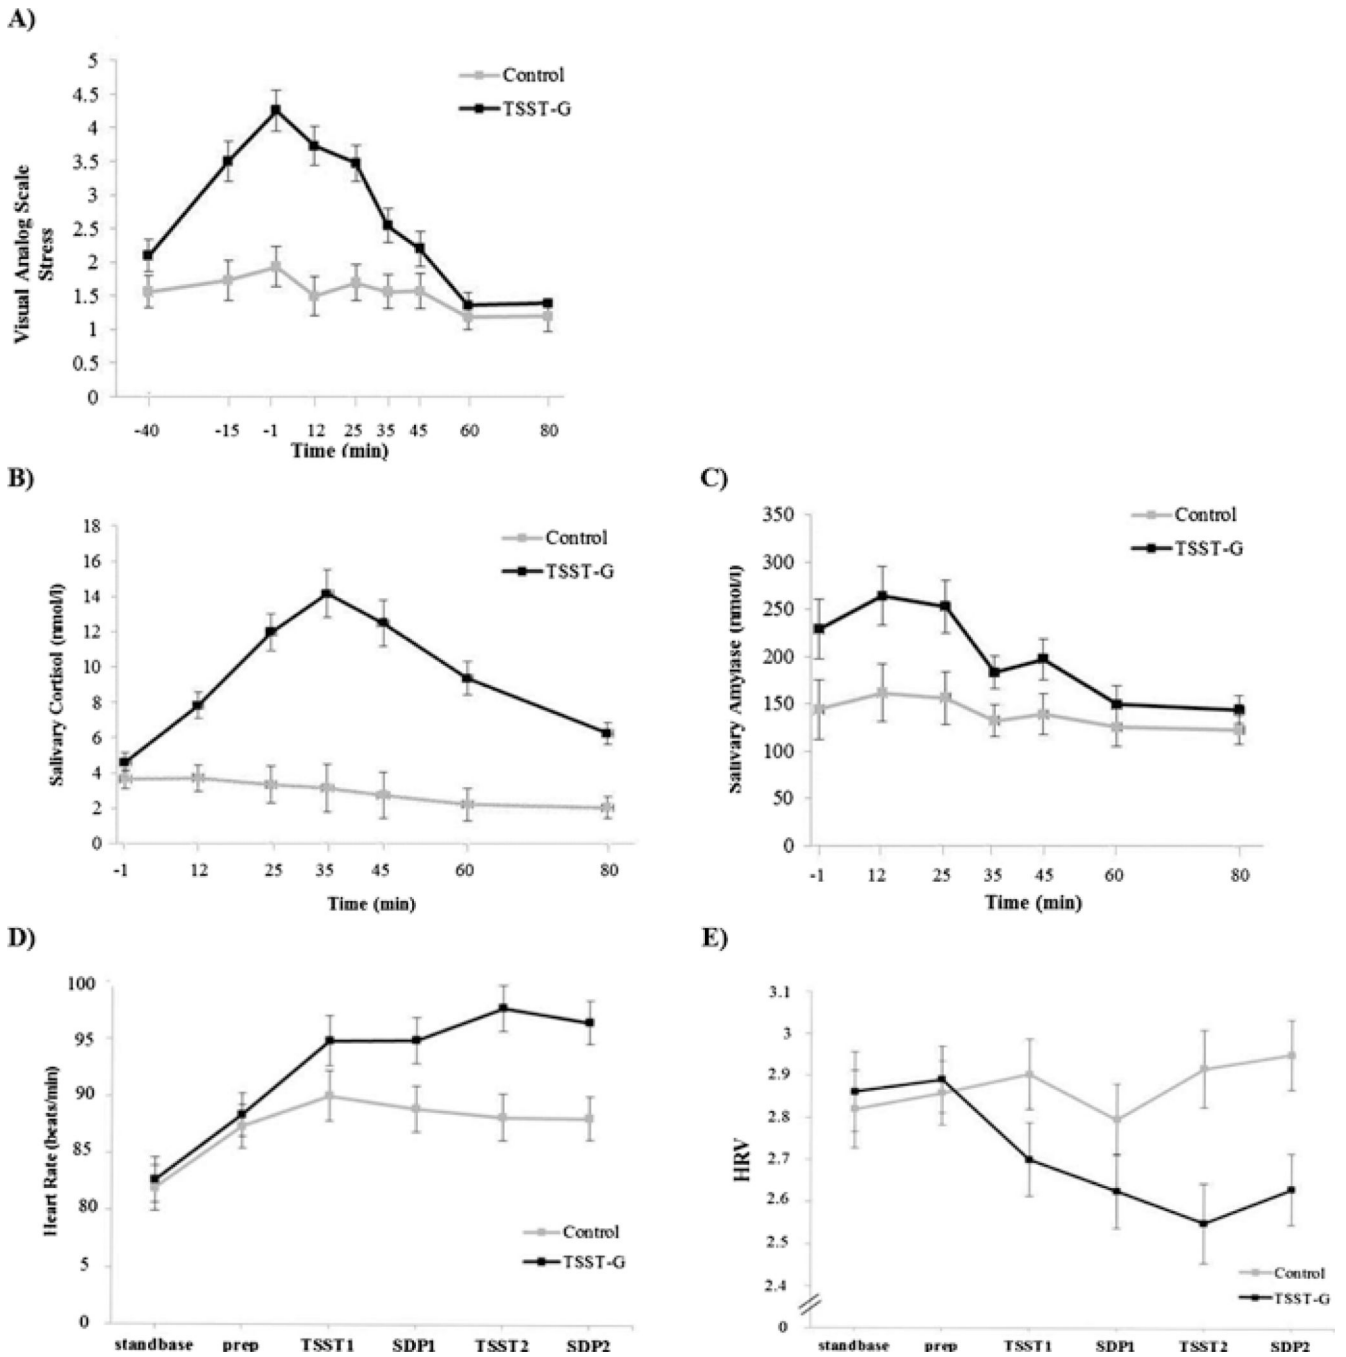 A)
5
Control
4.5
TSST-G
4
3.5
3
2.5
2
1.5
1
0.5
0
Visual Analog Scale
Stress
-40 -15 -1 12 25 35 45 60 80
Time (min)
B)
18
Control
16
TSST-G
14
12
10
8
6
4
2
0
Salivary Cortisol (nmol/l)
-1 12 25 35 45 60 80
Time (min)
C)
350
Control
TSST-G
300
250
200
150
100
50
0
Salivary Amylase (nmol/l)
-1 12 25 35 45 60 80
Time (min)
D)
100
95
90
85
80
5
0
Heart Rate (beats/min)
Control
TSST-G
standbase prep TSST1 SDP1 TSST2 SDP2
E)
3.1
3
2.9
2.8
2.7
2.6
2.5
2.4
0
HRV
Control
TSST-G
standbase prep TSST1 SDP1 TSST2 SDP2